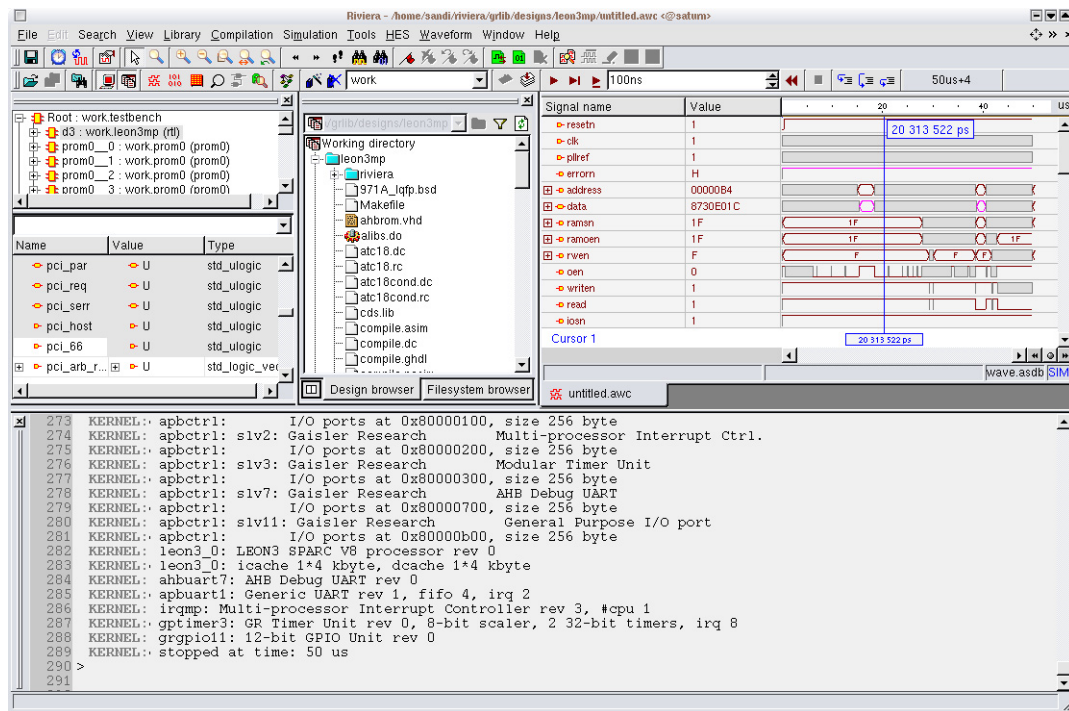 Riviera - /home/sandi/riviera/grlib/designs/leon3mp/untitled.awc <@saturn>
File Edit Search View Library Compilation Simulation Tools HES Waveform Window Help
work
100ns
50us+4
Root : work.testbench
d3 : work.leon3mp (rtl)
prom0__0 : work.prom0 (prom0)
prom0__1 : work.prom0 (prom0)
prom0__2 : work.prom0 (prom0)
prom0__3 : work.prom0 (prom0)
Name Value Type
pci_par U std_ulogic
pci_req U std_ulogic
pci_serr U std_ulogic
pci_host U std_ulogic
pci_66 U std_ulogic
pci_arb_r... U std_logic_vec
v/grlib/designs/leon3mp
Working directory
leon3mp
riviera
971A_lqfp.bsd
Makefile
ahbrom.vhd
alibs.do
atc18.dc
atc18.rc
atc18cond.dc
atc18cond.rc
cds.lib
compile.asim
compile.dc
compile.ghdl
Design browser Filesystem browser
Signal name Value 20 40 us
20 313 522 ps
resetn 1
clk 1
pllref 1
errorn H
address 00000B4
data 8730E01C
ramsn 1F 1F
ramoen 1F 1F 1F
rwen F F F F
oen 0
writen 1
read 1
iosn 1
Cursor 1 20 313 522 ps
wave.asdb SIM
untitled.awc
273 KERNEL: apbctrl: I/O ports at 0x80000100, size 256 byte
274 KERNEL: apbctrl: slv2: Gaisler Research Multi-processor Interrupt Ctrl.
275 KERNEL: apbctrl: I/O ports at 0x80000200, size 256 byte
276 KERNEL: apbctrl: slv3: Gaisler Research Modular Timer Unit
277 KERNEL: apbctrl: I/O ports at 0x80000300, size 256 byte
278 KERNEL: apbctrl: slv7: Gaisler Research AHB Debug UART
279 KERNEL: apbctrl: I/O ports at 0x80000700, size 256 byte
280 KERNEL: apbctrl: slv11: Gaisler Research General Purpose I/O port
281 KERNEL: apbctrl: I/O ports at 0x80000b00, size 256 byte
282 KERNEL: leon3_0: LEON3 SPARC V8 processor rev 0
283 KERNEL: leon3_0: icache 1*4 kbyte, dcache 1*4 kbyte
284 KERNEL: ahbuart7: AHB Debug UART rev 0
285 KERNEL: apbuart1: Generic UART rev 1, fifo 4, irq 2
286 KERNEL: irqmp: Multi-processor Interrupt Controller rev 3, #cpu 1
287 KERNEL: gptimer3: GR Timer Unit rev 0, 8-bit scaler, 2 32-bit timers, irq 8
288 KERNEL: grgpio11: 12-bit GPIO Unit rev 0
289 KERNEL: stopped at time: 50 us
290 >
291